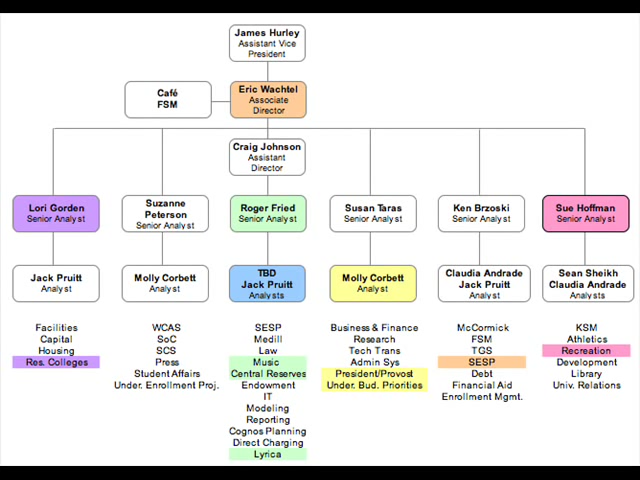 James Hurley
Assistant Vice
President
Café
FSM
Eric Wachtel
Associate
Director
Craig Johnson
Assistant
Director
Lori Gorden
Senior Analyst
Suzanne
Peterson
Senior Analyst
Roger Fried
Senior Analyst
Susan Taras
Senior Analyst
Ken Brzoski
Senior Analyst
Sue Hoffman
Senior Analyst
Jack Pruitt
Analyst
Molly Corbett
Analyst
TBD
Jack Pruitt
Analysts
Molly Corbett
Analyst
Claudia Andrade
Jack Pruitt
Analysts
Sean Sheikh
Claudia Andrade
Analysts
Facilities
Capital
Housing
Res. Colleges
WCAS
SoC
SCS
Press
Student Affairs
Under. Enrollment Proj.
SESP
Medill
Law
Music
Central Reserves
Endowment
IT
Modeling
Reporting
Cognos Planning
Direct Charging
Lyrica
Business & Finance
Research
Tech Trans
Admin Sys
President/Provost
Under. Bud. Priorities
McCormick
FSM
TGS
SESP
Debt
Financial Aid
Enrollment Mgmt.
KSM
Athletics
Recreation
Development
Library
Univ. Relations